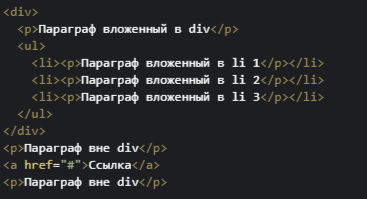 <div>
<p>Параграф вложенный в div</p>
<ul>
<li><p>Параграф вложенный в li 1</p></li>
<li><p>Параграф вложенный в li 2</p></li>
<li><p>Параграф вложенный в li 3</p></li>
</ul>
</div>
<p>Параграф вне div</p>
<a href="#">Ссылка</a>
<p>Параграф вне div</p>